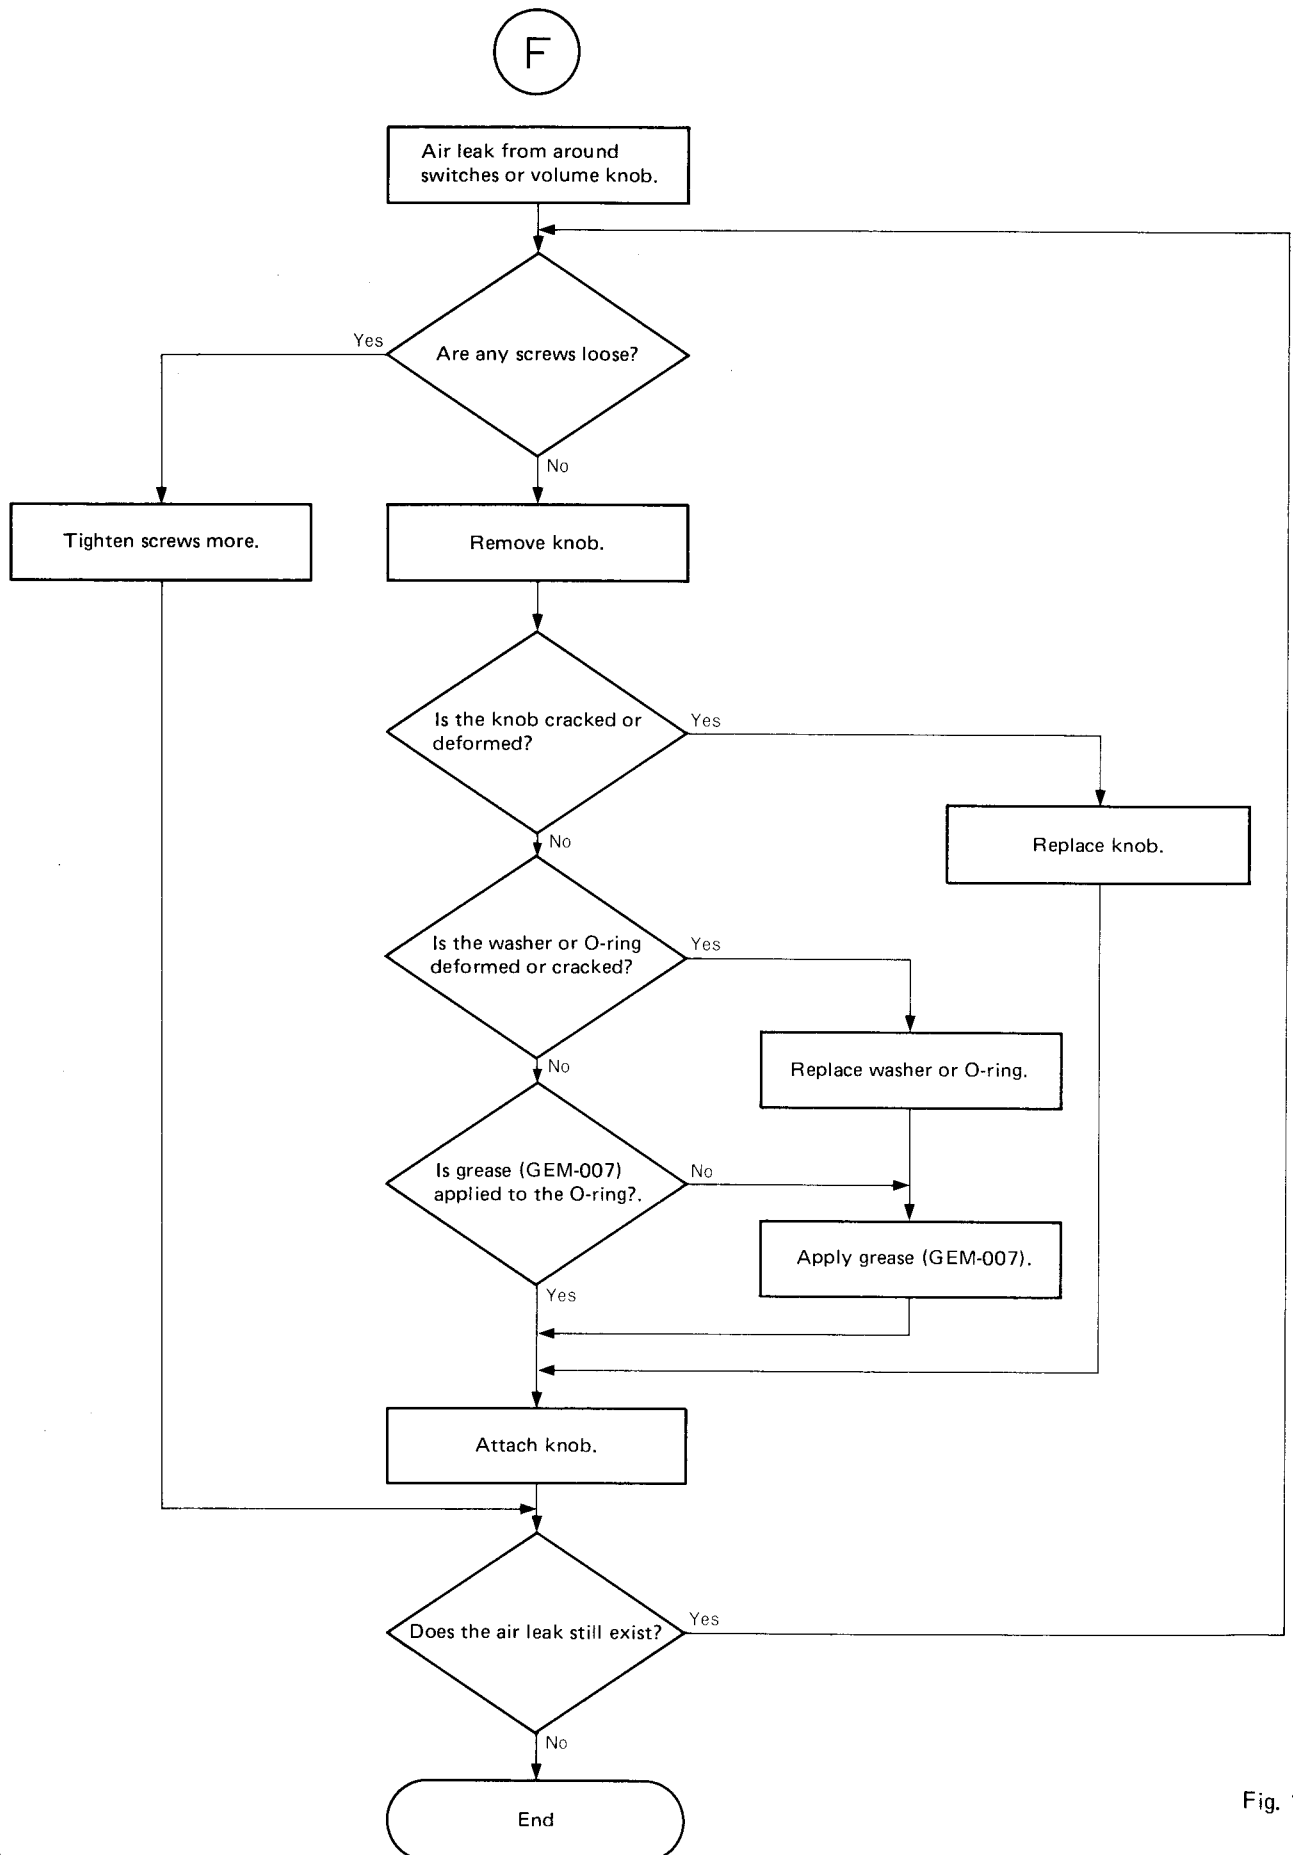 F
Air leak from around
switches or volume knob.
Yes
Are any screws loose?
No
Tighten screws more.
Remove knob.
Is the knob cracked or
deformed?
Yes
No
Replace knob.
Is the washer or O-ring
deformed or cracked?
Yes
No
Replace washer or O-ring.
Is grease (GEM-007)
applied to the O-ring?.
No
Apply grease (GEM-007).
Yes
Attach knob.
Does the air leak still exist?
Yes
No
End
Fig.